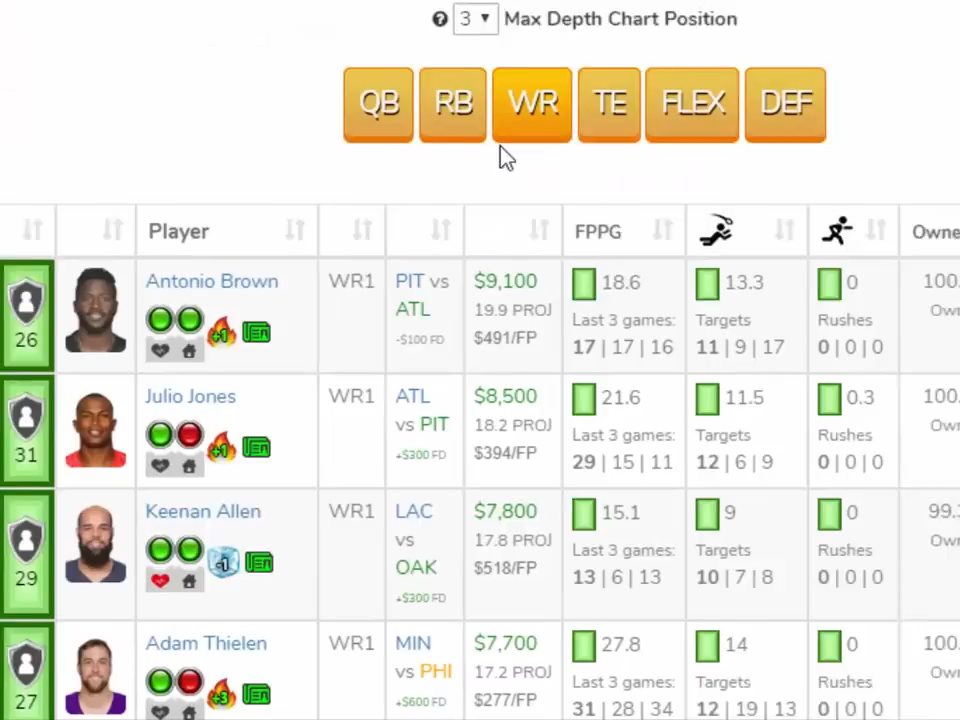 3 Max Depth Chart Position
QB RB WR TE FLEX DEF
Player FPPG Owne
26
Antonio Brown
+1
WR1
PIT vs
ATL
-$100 FD
$9,100
19.9 PROJ
$491/FP
18.6
Last 3 games:
17 | 17 | 16
13.3
Targets
11 | 9 | 17
0
Rushes
0 | 0 | 0
100.
Own
31
Julio Jones
+1
WR1
ATL
vs PIT
+$300 FD
$8,500
18.2 PROJ
$394/FP
21.6
Last 3 games:
29 | 15 | 11
11.5
Targets
12 | 6 | 9
0.3
Rushes
0 | 0 | 0
100.
Own
29
Keenan Allen
-1
WR1
LAC
vs
OAK
+$300 FD
$7,800
17.8 PROJ
$518/FP
15.1
Last 3 games:
13 | 6 | 13
9
Targets
10 | 7 | 8
0
Rushes
0 | 0 | 0
99.
Own
27
Adam Thielen
+3
WR1
MIN
vs PHI
+$600 FD
$7,700
17.2 PROJ
$277/FP
27.8
Last 3 games:
31 | 28 | 34
14
Targets
12 | 19 | 13
0
Rushes
0 | 0 | 0
100.
Own